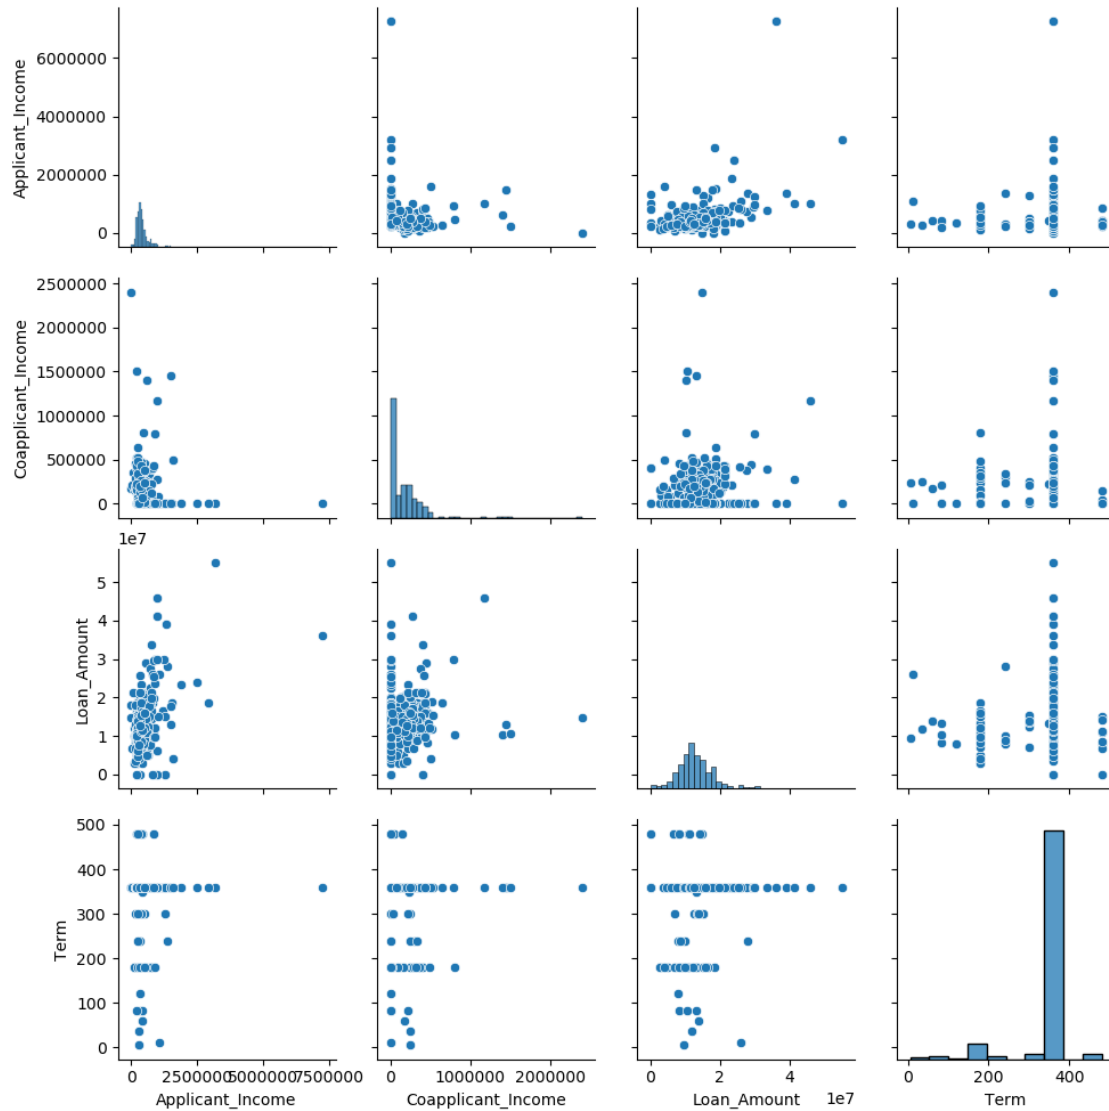 6000000
4000000
2000000
0
Applicant_Income
2500000
2000000
1500000
1000000
500000
0
Coapplicant_Income
1e7
5
4
3
2
1
0
Loan_Amount
500
400
300
200
100
0
Term
0 2500000 5000000 7500000
0 1000000 2000000
0 2 4
1e7
0 200 400
Applicant_Income
Coapplicant_Income
Loan_Amount
Term